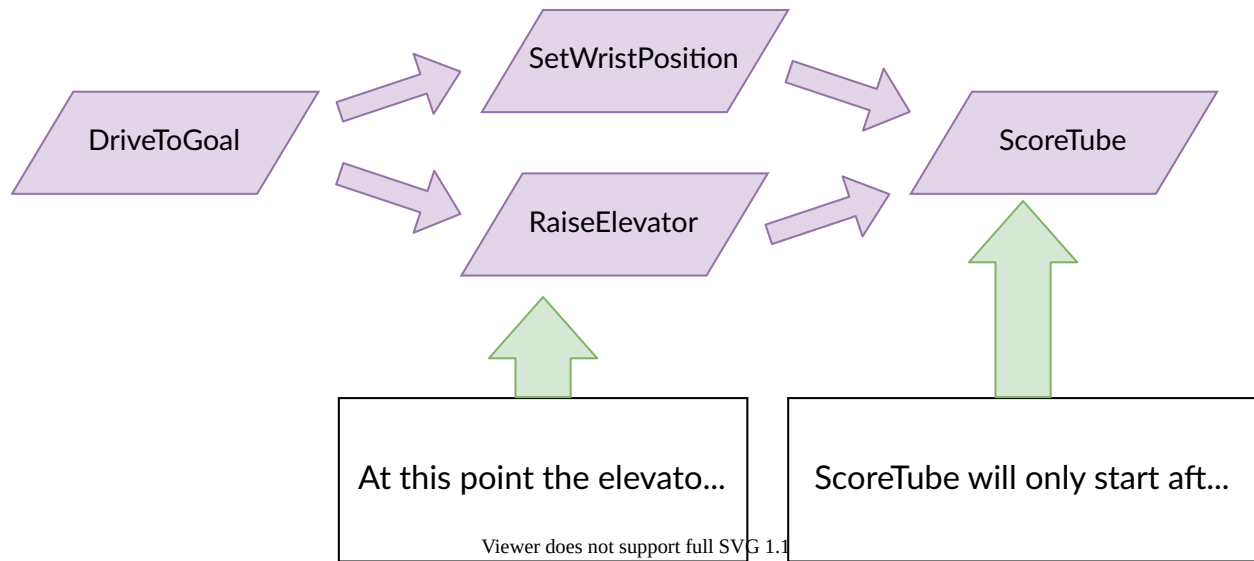 SetWristPosition
DriveToGoal
ScoreTube
RaiseElevator
At this point the elevato...
ScoreTube will only start aft...
Viewer does not support full SVG 1.1